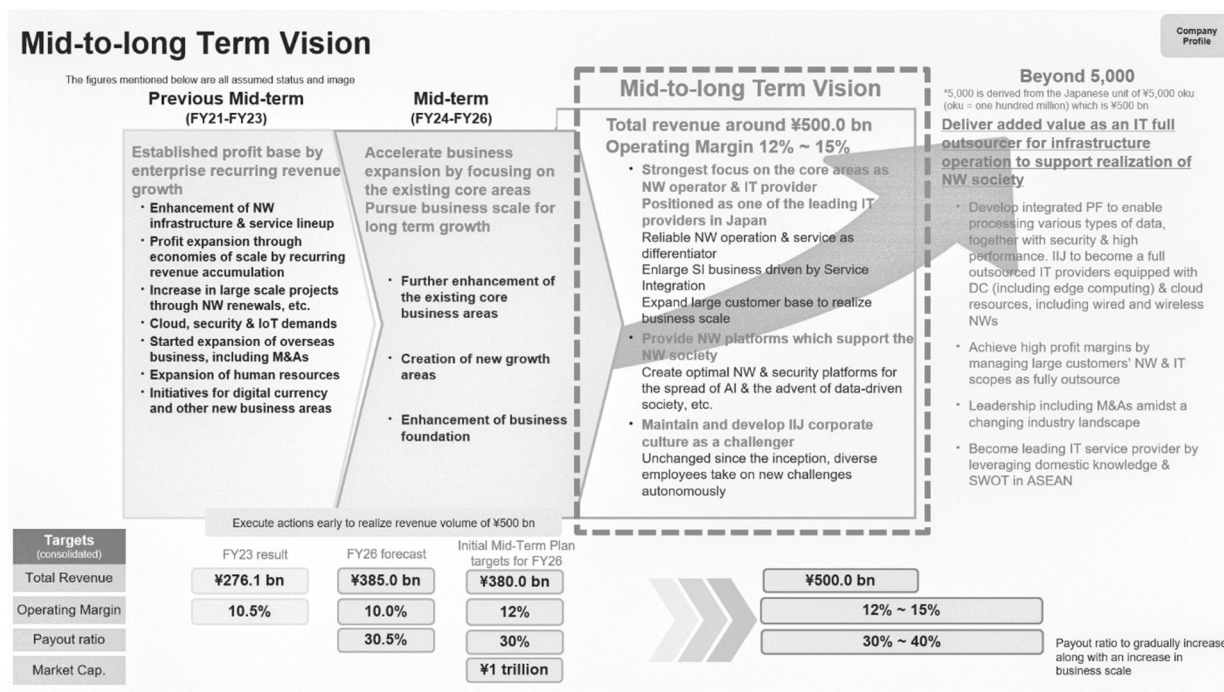 Mid-to-long Term Vision
Company
Profile
The figures mentioned below are all assumed status and image
Previous Mid-term
(FY21-FY23)
Established profit base by
enterprise recurring revenue
growth
・Enhancement of NW
infrastructure & service lineup
・Profit expansion through
economies of scale by recurring
revenue accumulation
・Increase in large scale projects
through NW renewals, etc.
・Cloud, security & IoT demands
・Started expansion of overseas
business, including M&As
・Expansion of human resources
・Initiatives for digital currency
and other new business areas
Mid-term
(FY24-FY26)
Accelerate business
expansion by focusing on
the existing core areas
Pursue business scale for
long term growth
・Further enhancement of
the existing core
business areas
・Creation of new growth
areas
・Enhancement of business
foundation
Mid-to-long Term Vision
Total revenue around ¥500.0 bn
Operating Margin 12% ~ 15%
• Strongest focus on the core areas as
NW operator & IT provider
Positioned as one of the leading IT
providers in Japan
Reliable NW operation & service as
differentiator
Enlarge SI business driven by Service
Integration
Expand large customer base to realize
business scale
• Provide NW platforms which support the
NW society
Create optimal NW & security platforms for
the spread of AI & the advent of data-driven
society, etc.
• Maintain and develop IIJ corporate
culture as a challenger
Unchanged since the inception, diverse
employees take on new challenges
autonomously
Beyond 5,000
*5,000 is derived from the Japanese unit of ¥5,000 oku
(oku = one hundred million) which is ¥500 bn
Deliver added value as an IT full
outsourcer for infrastructure
operation to support realization of
NW society
• Develop integrated PF to enable
processing various types of data,
together with security & high
performance. IIJ to become a full
outsourced IT providers equipped with
DC (including edge computing) & cloud
resources, including wired and wireless
NWs
• Achieve high profit margins by
managing large customers' NW & IT
scopes as fully outsource
• Leadership including M&As amidst a
changing industry landscape
• Become leading IT service provider by
leveraging domestic knowledge &
SWOT in ASEAN
Execute actions early to realize revenue volume of ¥500 bn
Targets
(consolidated)
FY23 result
FY26 forecast
Initial Mid-Term Plan
targets for FY26
Total Revenue
¥276.1 bn
¥385.0 bn
¥380.0 bn
¥500.0 bn
Operating Margin
10.5%
10.0%
12%
12% ~ 15%
Payout ratio
30.5%
30%
30% ~ 40%
Market Cap.
¥1 trillion
Payout ratio to gradually increase
along with an increase in
business scale